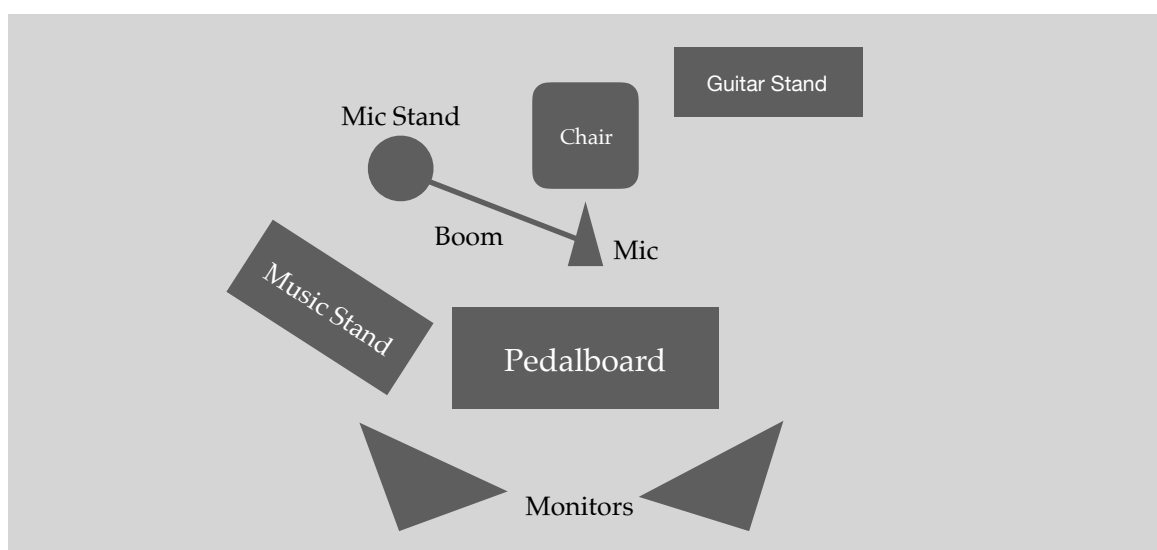 Guitar Stand
Mic Stand
Chair
Boom
Mic
Music Stand
Pedalboard
Monitors